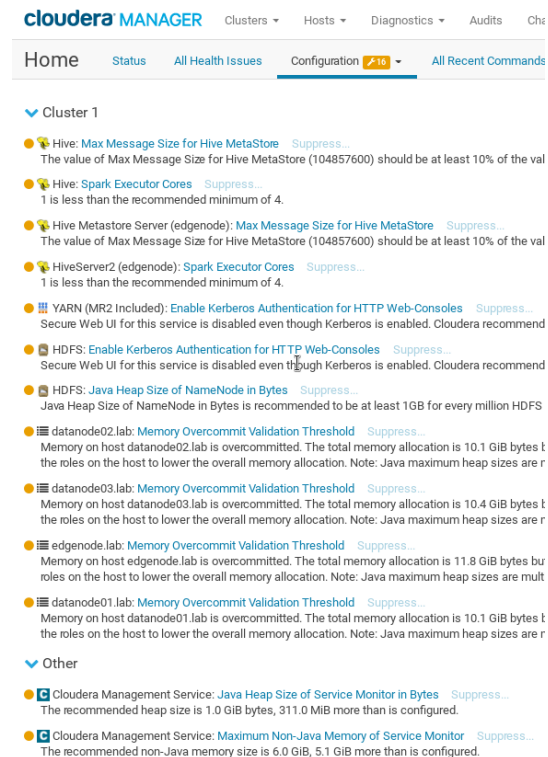 cloudera MANAGER Clusters Hosts Diagnostics Audits Cha
Home Status All Health Issues Configuration 16 All Recent Commands
Cluster 1
Hive: Max Message Size for Hive MetaStore Suppress...
The value of Max Message Size for Hive MetaStore (104857600) should be at least 10% of the val
Hive: Spark Executor Cores Suppress...
1 is less than the recommended minimum of 4.
Hive Metastore Server (edgenode): Max Message Size for Hive MetaStore Suppress...
The value of Max Message Size for Hive MetaStore (104857600) should be at least 10% of the val
HiveServer2 (edgenode): Spark Executor Cores Suppress...
1 is less than the recommended minimum of 4.
YARN (MR2 Included): Enable Kerberos Authentication for HTTP Web-Consoles Suppress...
Secure Web UI for this service is disabled even though Kerberos is enabled. Cloudera recommend
HDFS: Enable Kerberos Authentication for HTTP Web-Consoles Suppress...
Secure Web UI for this service is disabled even though Kerberos is enabled. Cloudera recommend
HDFS: Java Heap Size of NameNode in Bytes Suppress...
Java Heap Size of NameNode in Bytes is recommended to be at least 1GB for every million HDFS
datanode02.lab: Memory Overcommit Validation Threshold Suppress...
Memory on host datanode02.lab is overcommitted. The total memory allocation is 10.1 GiB bytes b
the roles on the host to lower the overall memory allocation. Note: Java maximum heap sizes are r
datanode03.lab: Memory Overcommit Validation Threshold Suppress...
Memory on host datanode03.lab is overcommitted. The total memory allocation is 10.4 GiB bytes b
the roles on the host to lower the overall memory allocation. Note: Java maximum heap sizes are r
edgenode.lab: Memory Overcommit Validation Threshold Suppress...
Memory on host edgenode.lab is overcommitted. The total memory allocation is 11.8 GiB bytes bu
roles on the host to lower the overall memory allocation. Note: Java maximum heap sizes are mult
datanode01.lab: Memory Overcommit Validation Threshold Suppress...
Memory on host datanode01.lab is overcommitted. The total memory allocation is 10.1 GiB bytes b
the roles on the host to lower the overall memory allocation. Note: Java maximum heap sizes are r
Other
Cloudera Management Service: Java Heap Size of Service Monitor in Bytes Suppress...
The recommended heap size is 1.0 GiB bytes, 311.0 MiB more than is configured.
Cloudera Management Service: Maximum Non-Java Memory of Service Monitor Suppress...
The recommended non-Java memory size is 6.0 GiB, 5.1 GiB more than is configured.